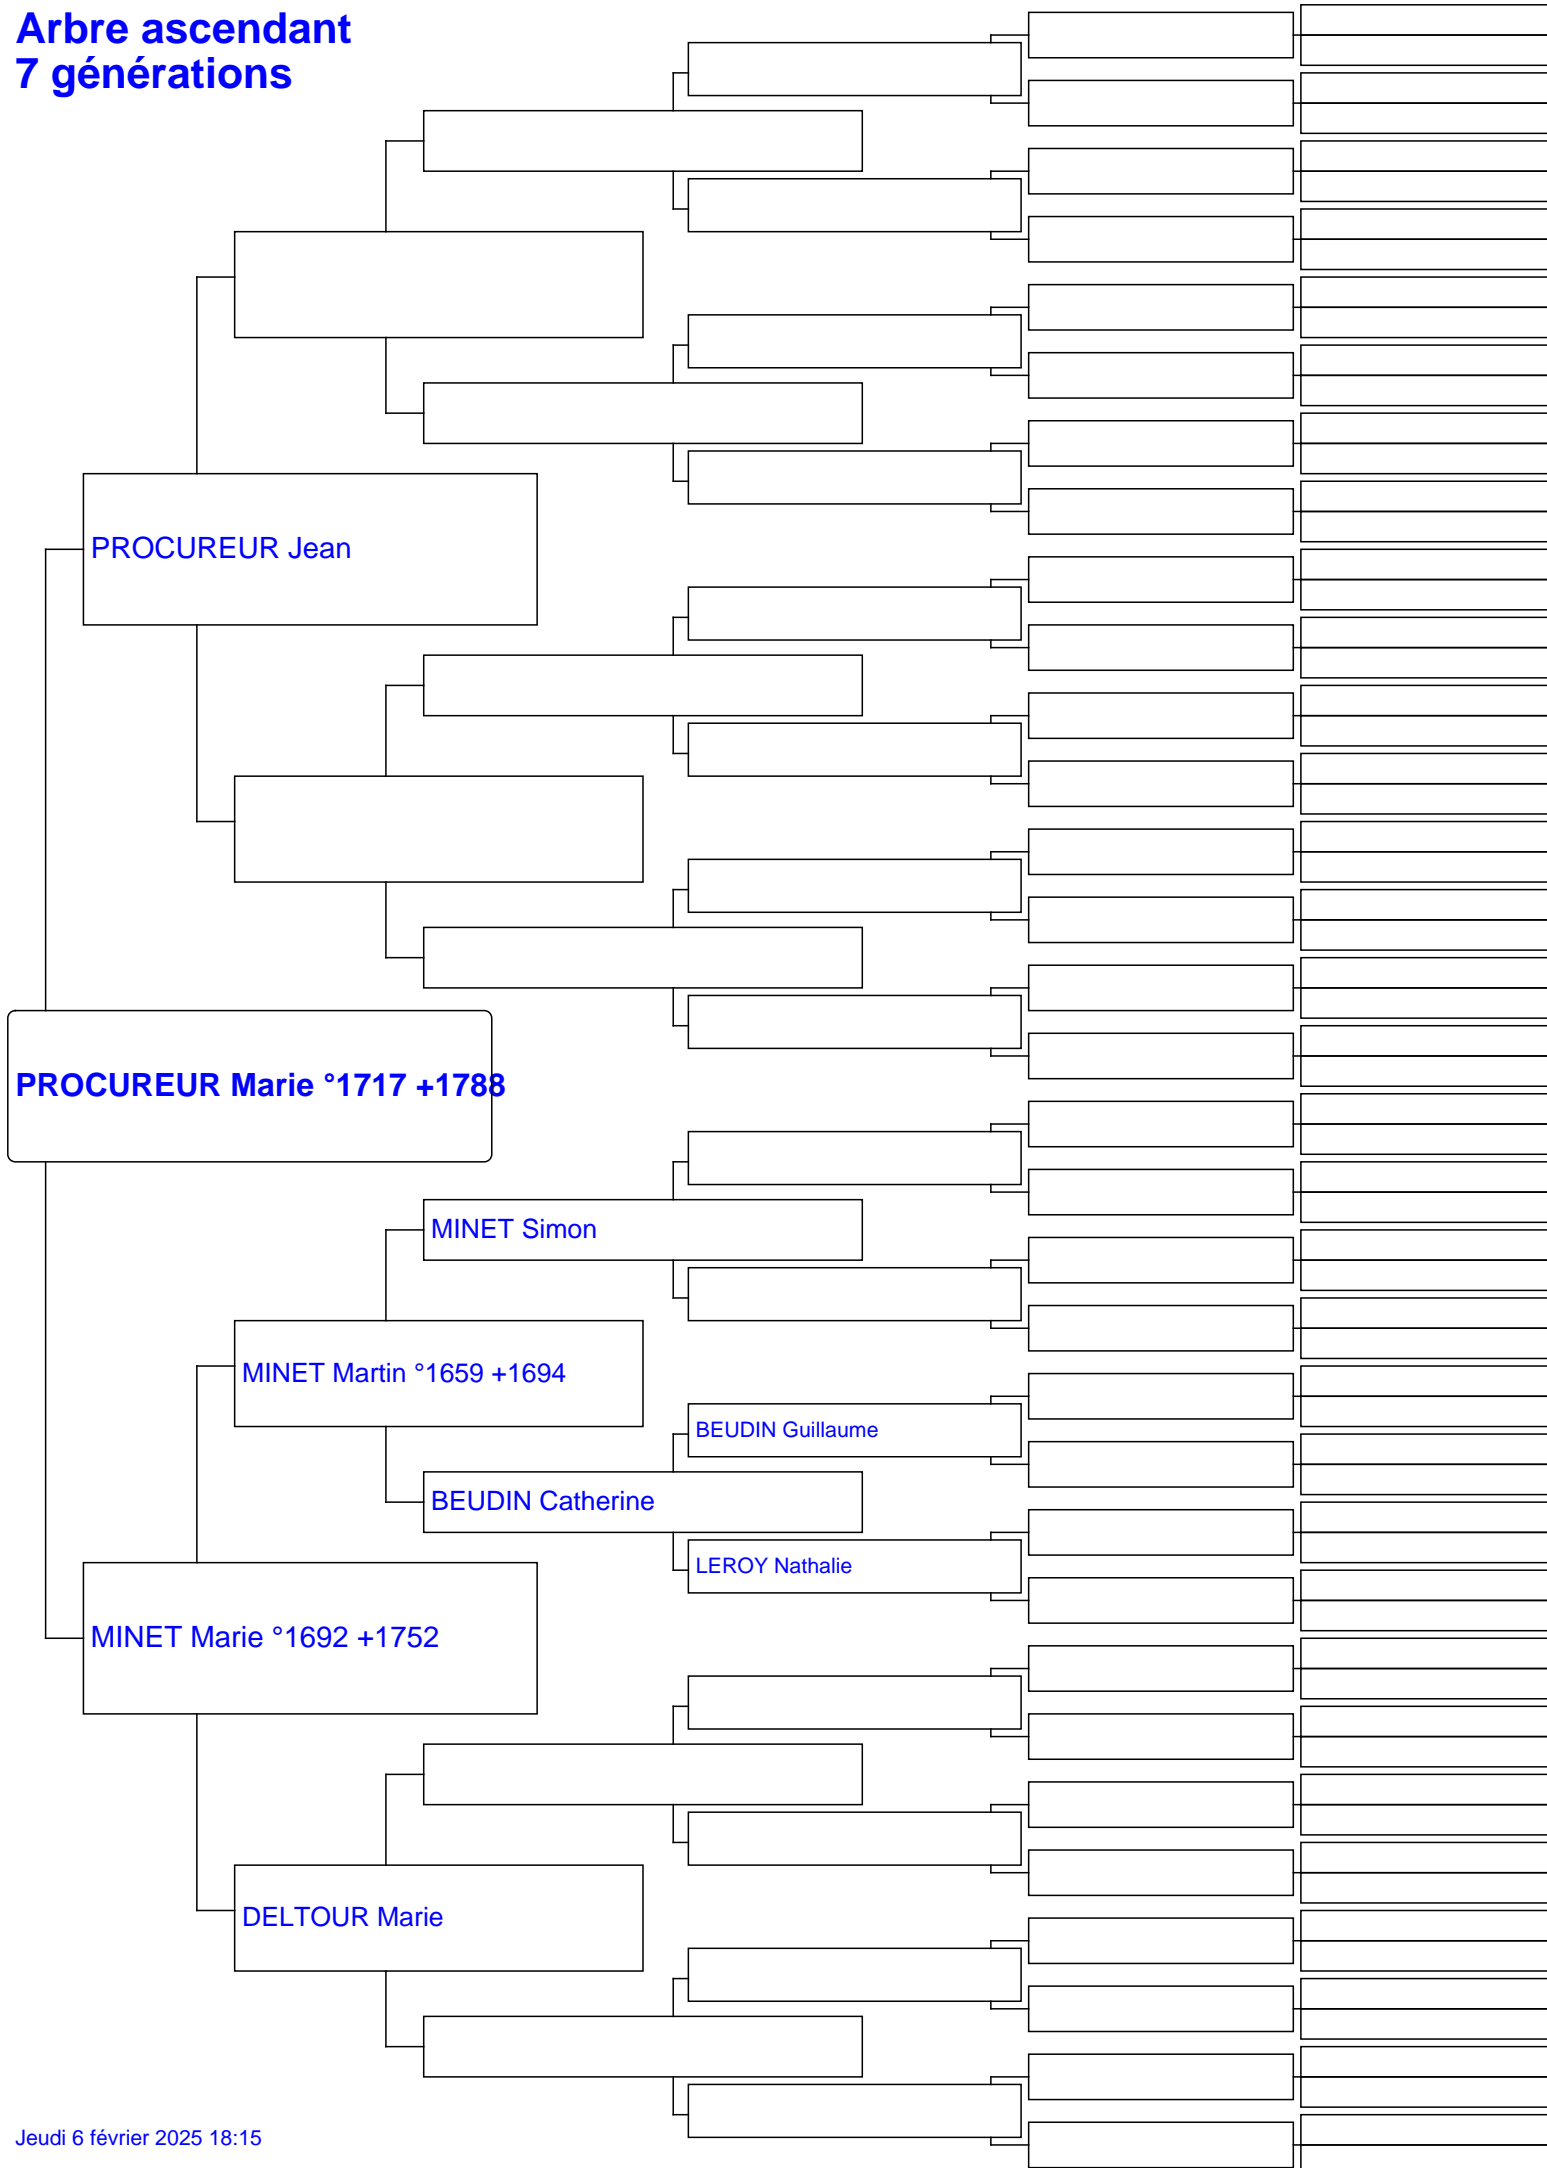 Arbre ascendant
7 générations
PROCUREUR Jean
PROCUREUR Marie °1717 +1788
MINET Simon
MINET Martin °1659 +1694
BEUDIN Guillaume
BEUDIN Catherine
LEROY Nathalie
MINET Marie °1692 +1752
DELTOUR Marie
Jeudi 6 février 2025 18:15